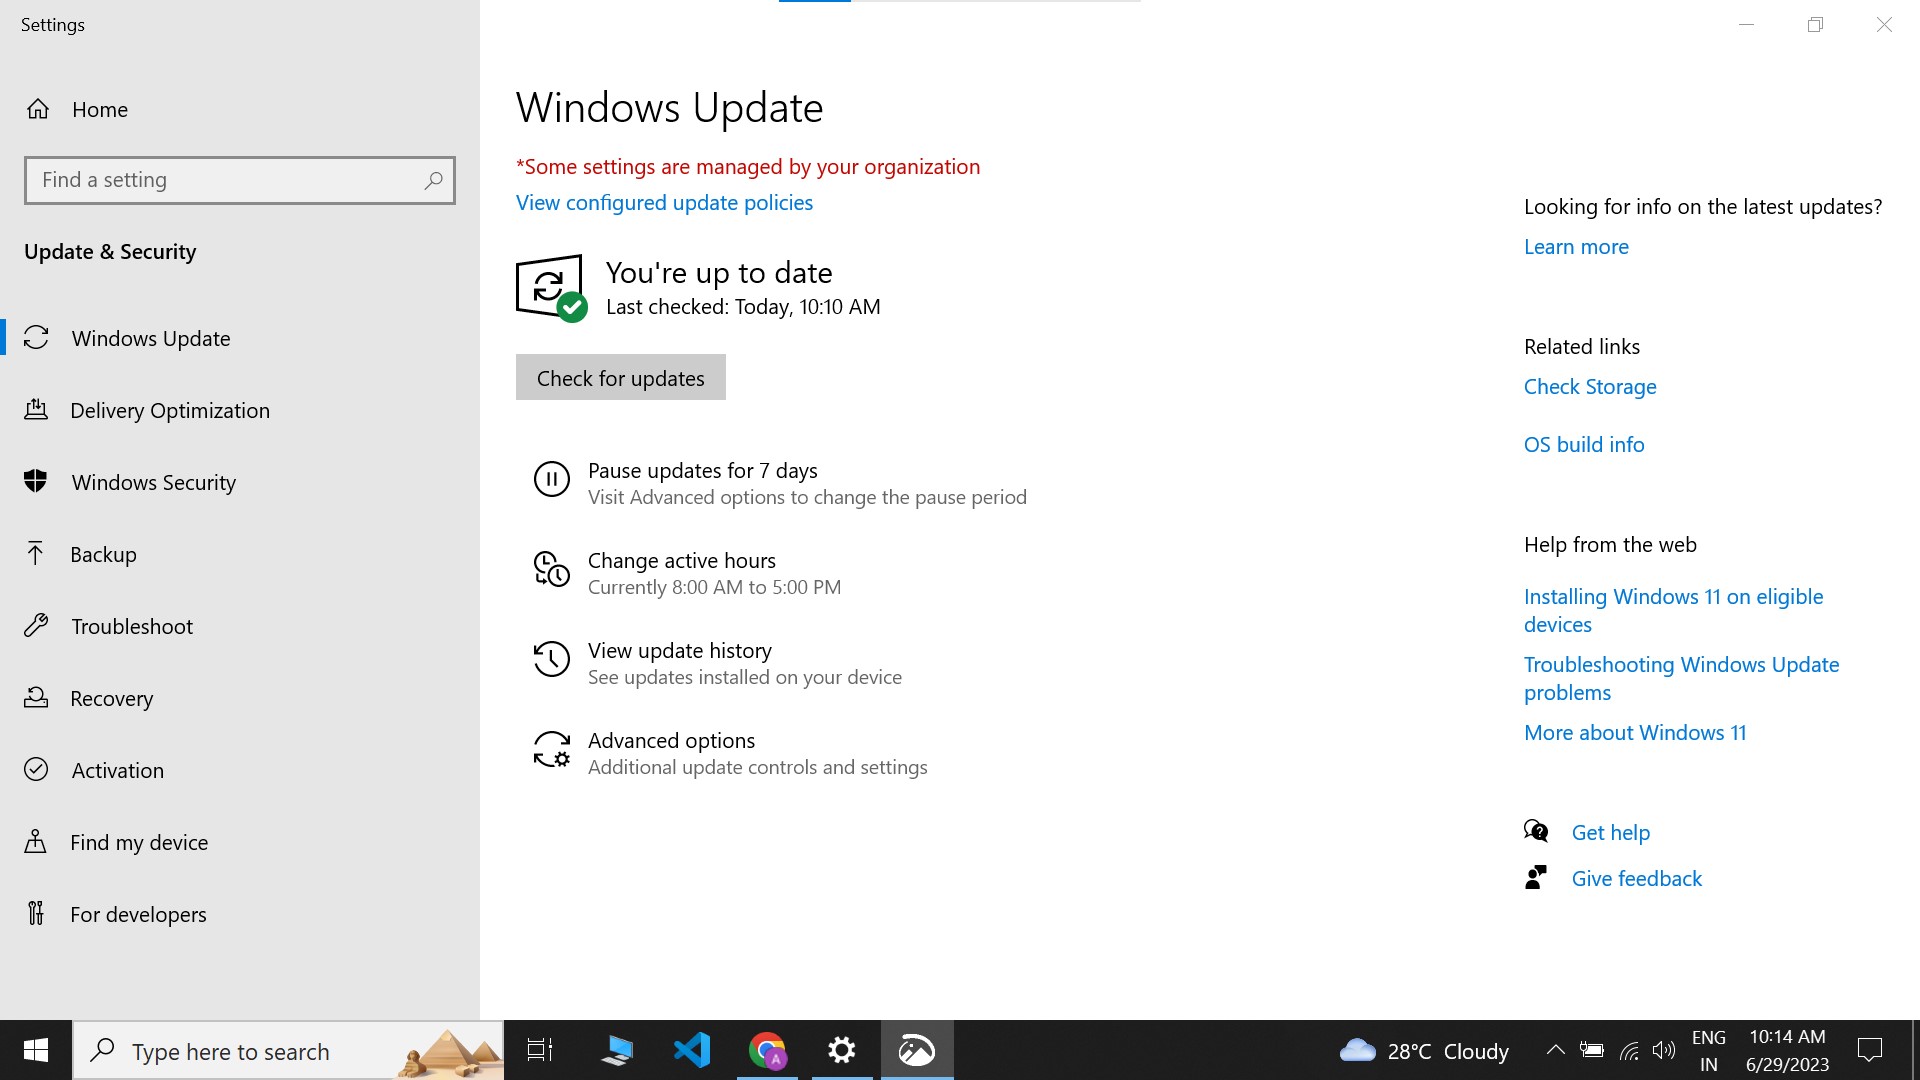 Settings
Home
Find a setting
Update & Security
Windows Update
Delivery Optimization
Windows Security
Backup
Troubleshoot
Recovery
Activation
Find my device
For developers
Windows Update
*Some settings are managed by your organization
View configured update policies
You're up to date
Last checked: Today, 10:10 AM
Check for updates
Pause updates for 7 days
Visit Advanced options to change the pause period
Change active hours
Currently 8:00 AM to 5:00 PM
View update history
See updates installed on your device
Advanced options
Additional update controls and settings
Looking for info on the latest updates?
Learn more
Related links
Check Storage
OS build info
Help from the web
Installing Windows 11 on eligible
devices
Troubleshooting Windows Update
problems
More about Windows 11
Get help
Give feedback
Type here to search
A
28°C Cloudy
ENG
IN
10:14 AM
6/29/2023